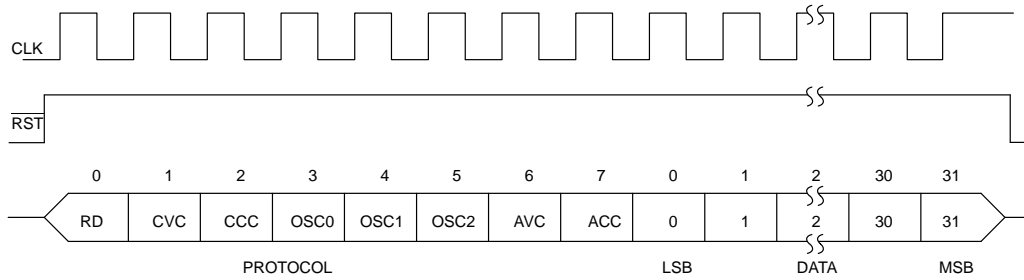 CLK
RST
0 1 2 3 4 5 6 7 0 1 2 30 31
RD CVC CCC OSC0 OSC1 OSC2 AVC ACC 0 1 2 30 31
PROTOCOL LSB DATA MSB